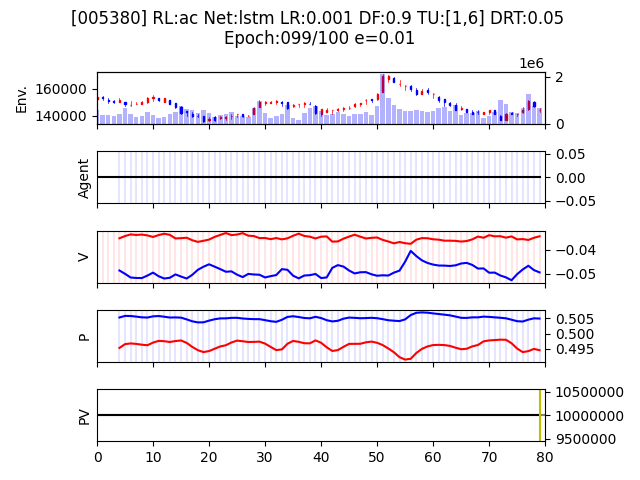 [005380] RL:ac Net:lstm LR:0.001 DF:0.9 TU:[1,6] DRT:0.05
Epoch:099/100 e=0.01
1e6
Env.
160000
140000
2
0
Agent
0.05
0.00
−0.05
V
−0.04
−0.05
P
0.505
0.500
0.495
PV
10500000
10000000
9500000
0 10 20 30 40 50 60 70 80